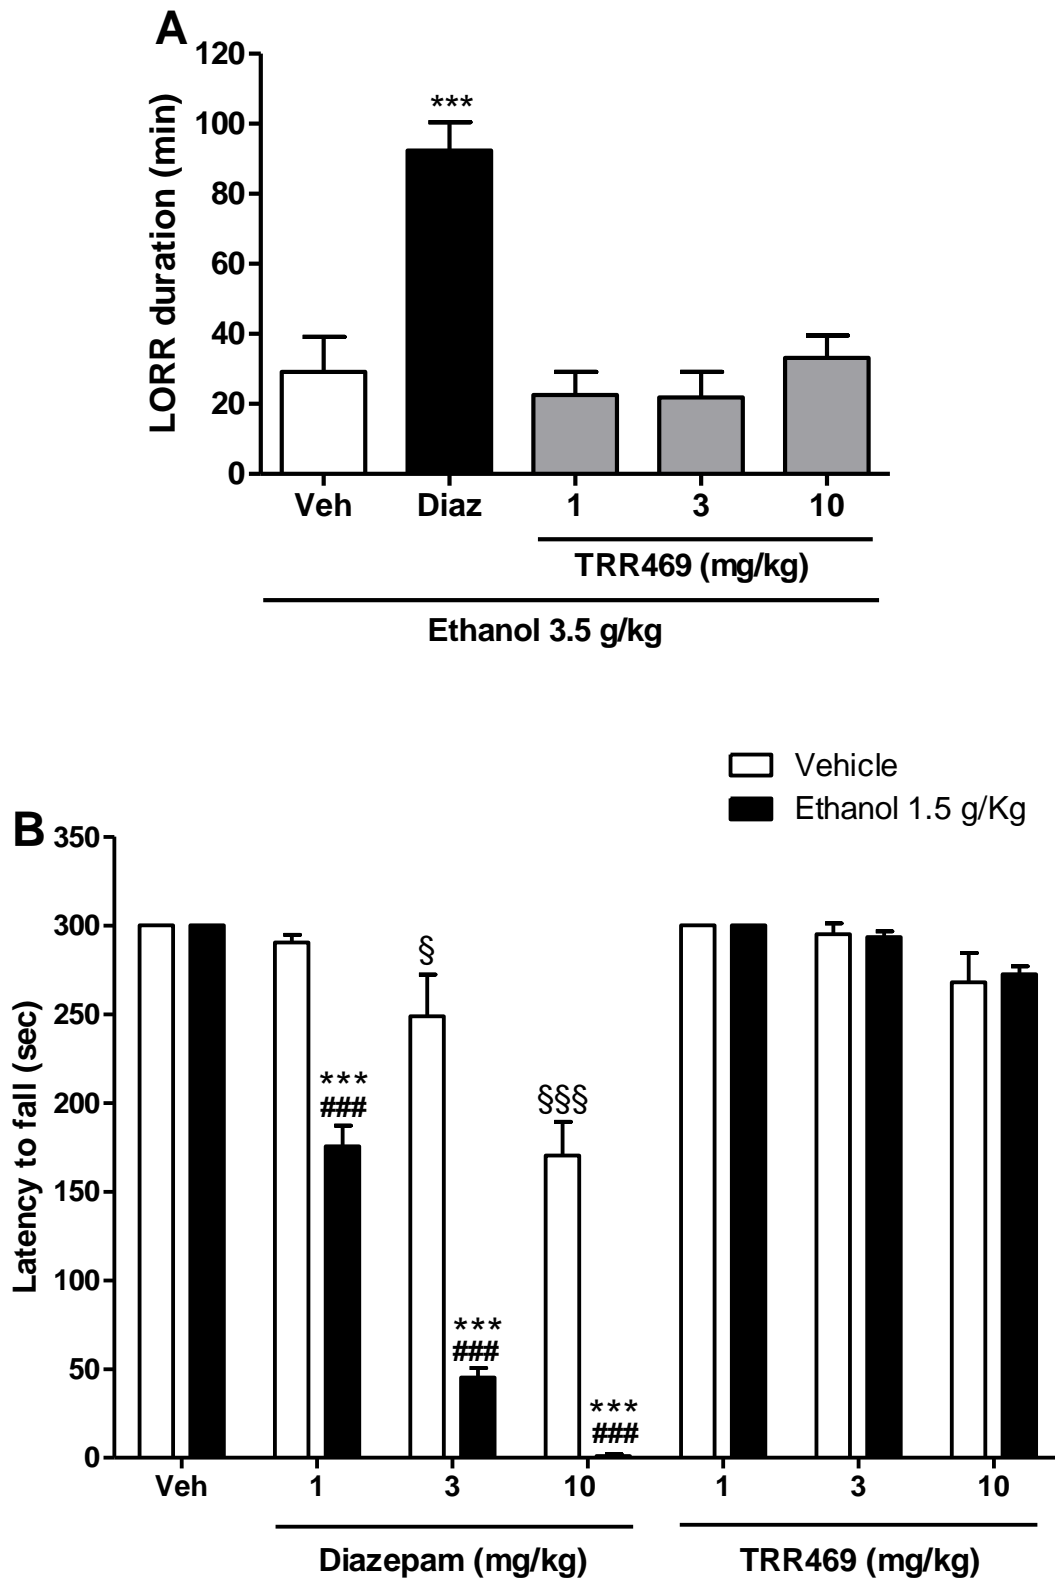 A
120
100
80
60
40
20
0
LORR duration (min)
***
Veh Diaz 1 3 10
TRR469 (mg/kg)
Ethanol 3.5 g/kg
Vehicle
Ethanol 1.5 g/Kg
B
350
300
250
200
150
100
50
0
Latency to fall (sec)
***
###
§
***
###
§§§
***
###
Veh 1 3 10 1 3 10
Diazepam (mg/kg) TRR469 (mg/kg)